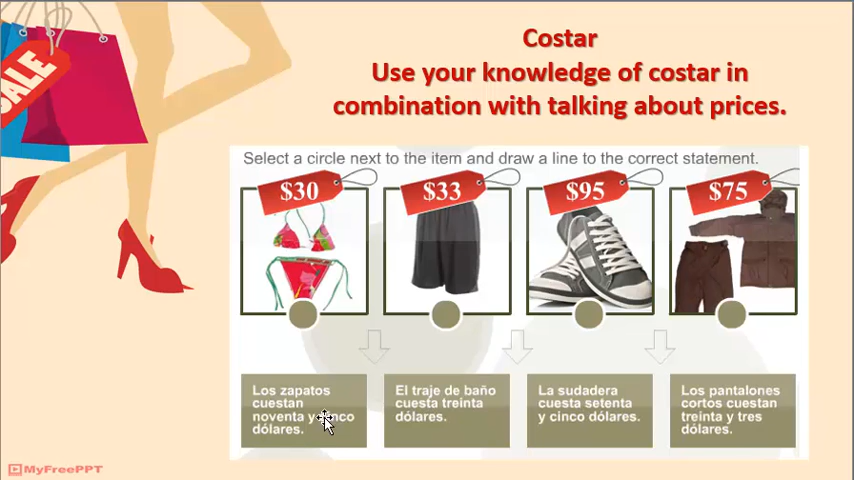 SALE
Costar
Use your knowledge of costar in
combination with talking about prices.
Select a circle next to the item and draw a line to the correct statement.
$30
$33
$95
$75
Los zapatos
cuestan
noventa y cinco
dólares.
El traje de baño
cuesta treinta
dólares.
La sudadera
cuesta setenta
y cinco dólares.
Los pantalones
cortos cuestan
treinta y tres
dólares.
MyFreePPT